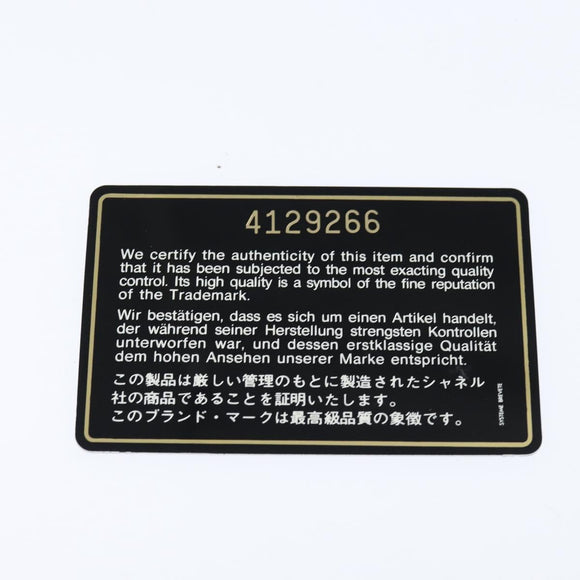 4129266
We certify the authenticity of this item and confirm
that it has been subjected to the most exacting quality
control. Its high quality is a symbol of the fine reputation
of the Trademark.
Wir bestätigen, dass es sich um einen Artikel handelt,
der während seiner Herstellung strengsten Kontrollen
unterworfen war, und dessen erstklassige Qualität
dem hohen Ansehen unserer Marke entspricht.
この製品は厳しい管理のもとに製造されたシャネル
社の商品であることを証明いたします。
このブランド・マークは最高級品質の象徴です。
SYSTEME BREVETE